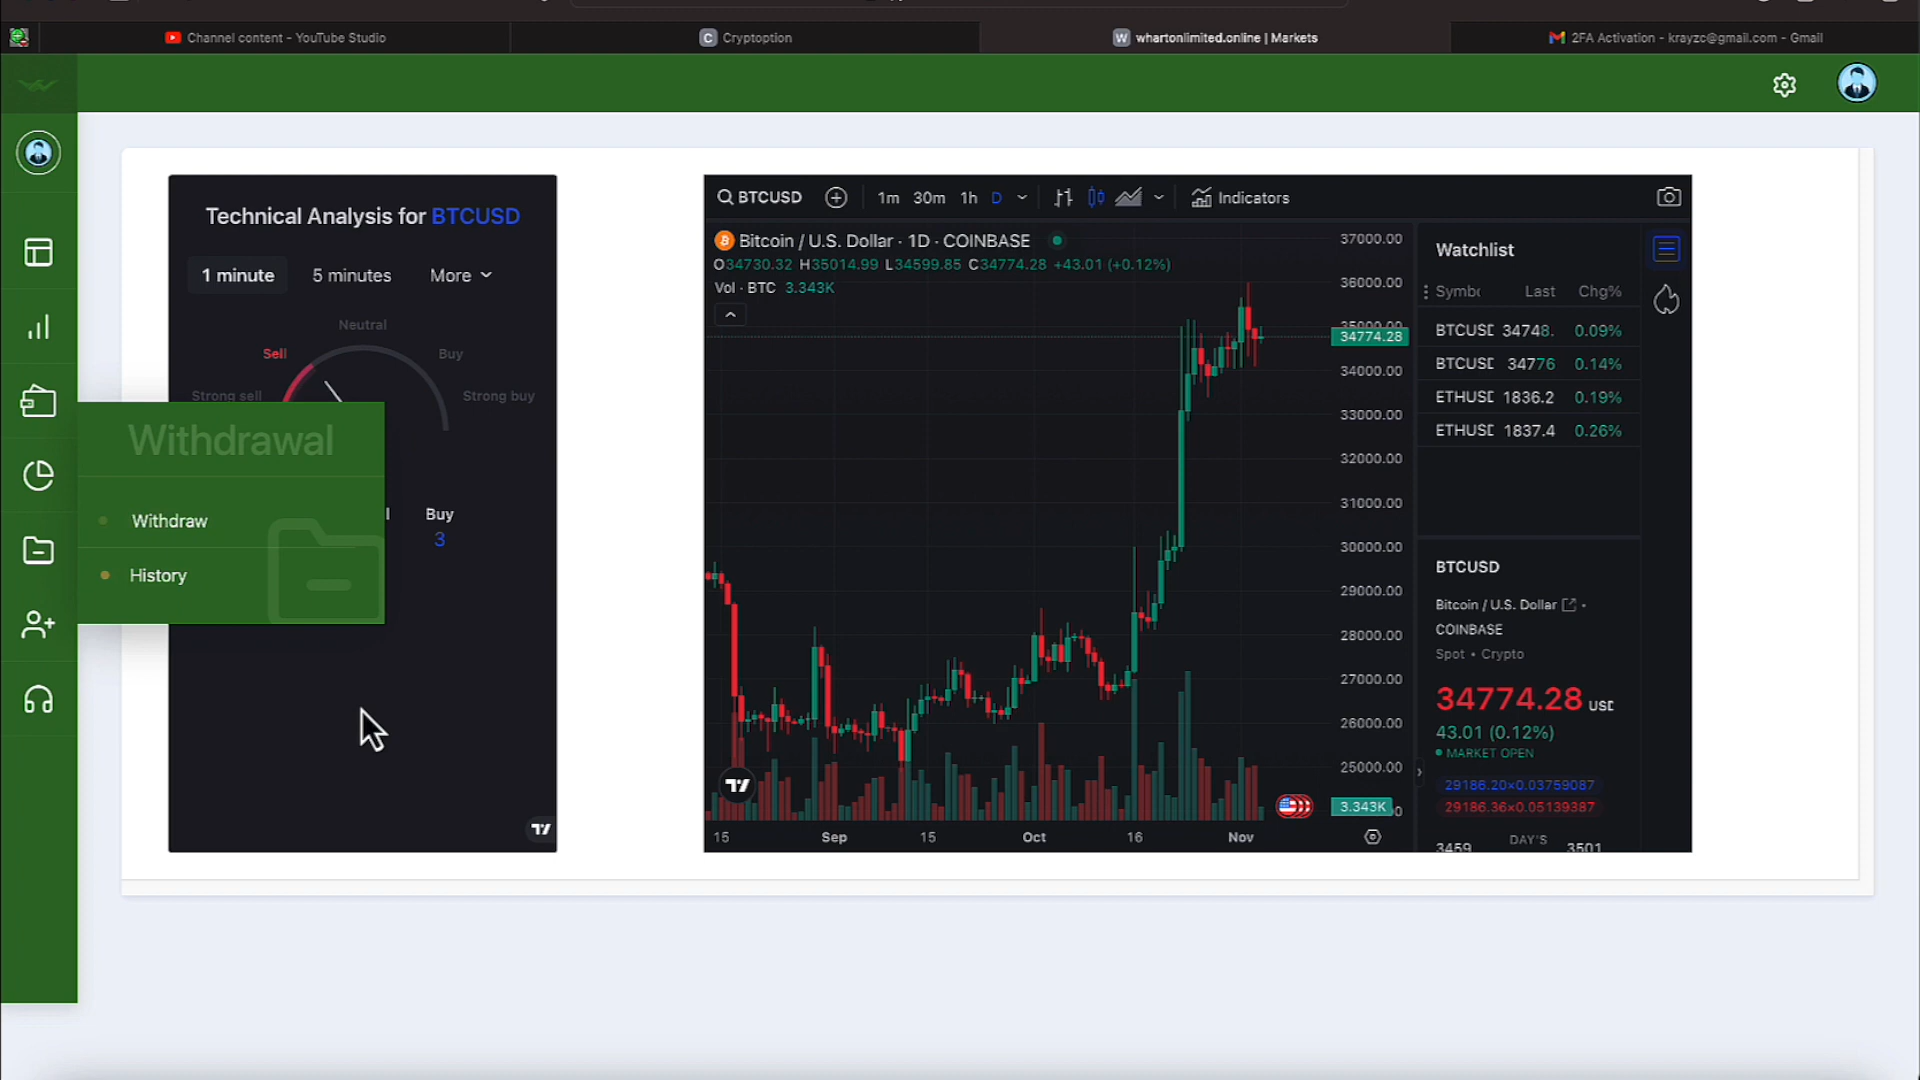 Channel content - YouTube Studio
C Cryptoption
W whartonlimited.online | Markets
2FA Activation - krayzc@gmail.com - Gmail
Technical Analysis for BTCUSD
1 minute 5 minutes More
Neutral
Sell Buy
Strong sell Strong buy
Withdrawal
Withdraw
History
Buy
3
BTCUSD 1m 30m 1h D Indicators
Bitcoin / U.S. Dollar · 1D · COINBASE
O34730.32 H35014.99 L34599.85 C34774.28 +43.01 (+0.12%)
Vol · BTC 3.343K
37000.00
36000.00
35000.00
34774.28
34000.00
33000.00
32000.00
31000.00
30000.00
29000.00
28000.00
27000.00
26000.00
25000.00
3.343K
15 Sep 15 Oct 16 Nov
Watchlist
Last Chg%
BTCUSD 34748. 0.09%
BTCUSD 34776 0.14%
ETHUSD 1836.2 0.19%
ETHUSD 1837.4 0.26%
BTCUSD
Bitcoin / U.S. Dollar
COINBASE
Spot • Crypto
34774.28 USD
43.01 (0.12%)
MARKET OPEN
29186.20×0.03759087
29186.36×0.05139387
3459 DAY'S 3501